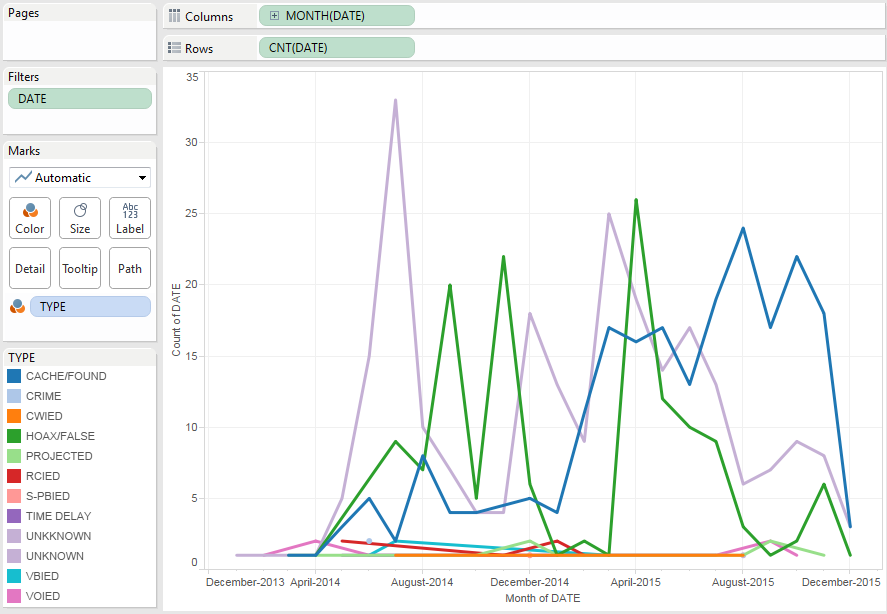 Pages
Columns
MONTH(DATE)
Rows
CNT(DATE)
Filters
DATE
Marks
Automatic
Color
Size
Abc
123
Label
Detail
Tooltip
Path
TYPE
TYPE
CACHE/FOUND
CRIME
CWIED
HOAX/FALSE
PROJECTED
RCIED
S-PBIED
TIME DELAY
UNKKNOWN
UNKNOWN
VBIED
VOIED
35
30
25
20
15
10
5
0
Count of DATE
December-2013 April-2014 August-2014 December-2014 April-2015 August-2015 December-2015
Month of DATE